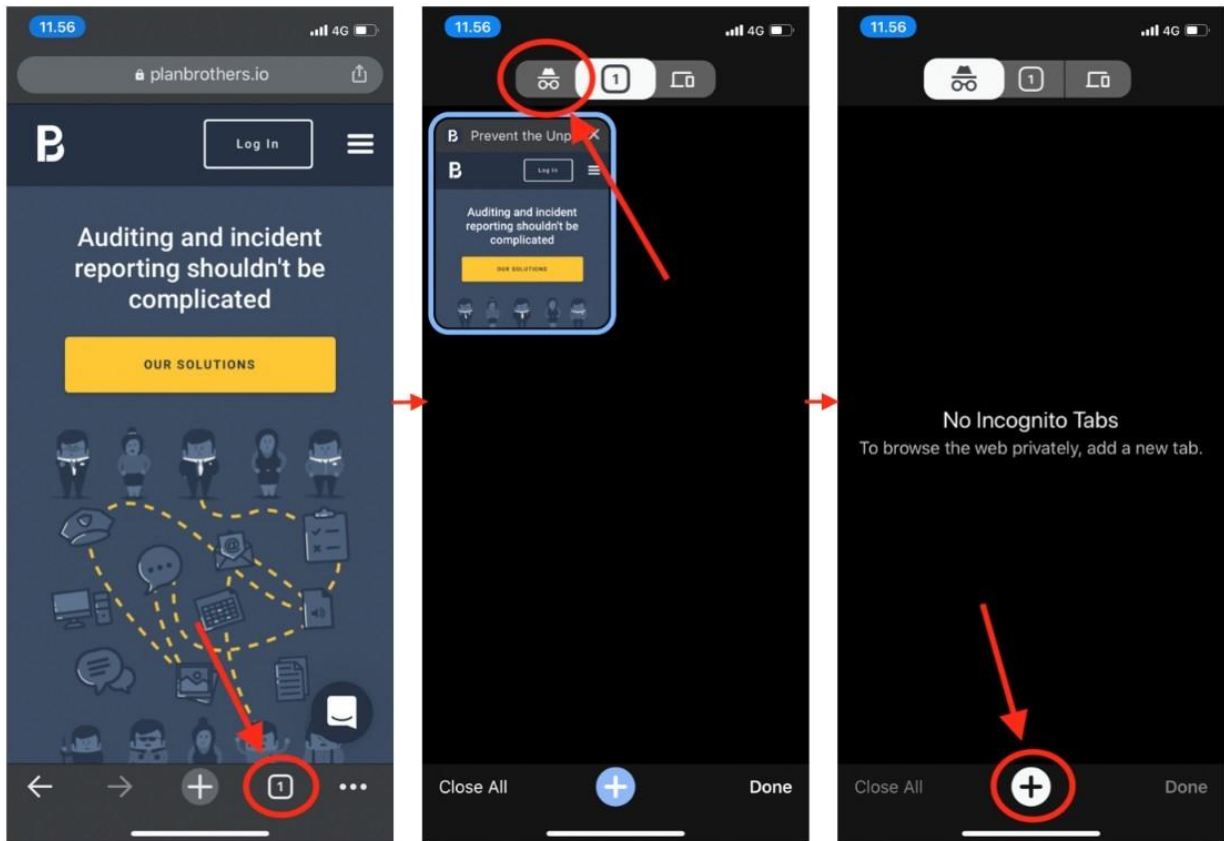 11.56
4G
planbrothers.io
B
Log In
Auditing and incident
reporting shouldn't be
complicated
OUR SOLUTIONS
1
11.56
4G
1
B Prevent the Unp
B
Log In
Auditing and incident
reporting shouldn't be
complicated
OUR SOLUTIONS
Close All
Done
11.56
4G
1
No Incognito Tabs
To browse the web privately, add a new tab.
Close All
Done